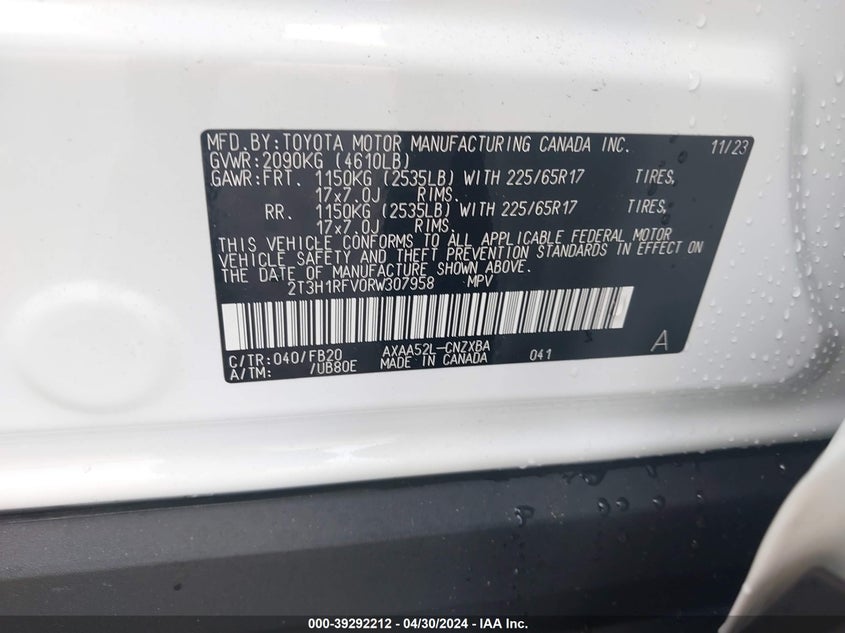 MFD.BY:TOYOTA MOTOR MANUFACTURING CANADA INC. 11/23
GVWR:2090KG (4610LB)
GAWR:FRT. 1150KG (2535LB) WITH 225/65R17 TIRES,
17x7.0J RIMS.
RR. 1150KG (2535LB) WITH 225/65R17 TIRES,
17x7.0J RIMS.
THIS VEHICLE CONFORMS TO ALL APPLICABLE FEDERAL MOTOR
VEHICLE SAFETY AND THEFT PREVENTION STANDARDS IN EFFECT ON
THE DATE OF MANUFACTURE SHOWN ABOVE.
2T3H1RFV0RW307958 MPV
C/TR:040/FB20 AXAA52L-CNZXBA 041 A
A/TM: /UB80E MADE IN CANADA
000-39292212 - 04/30/2024 - IAAI Inc.